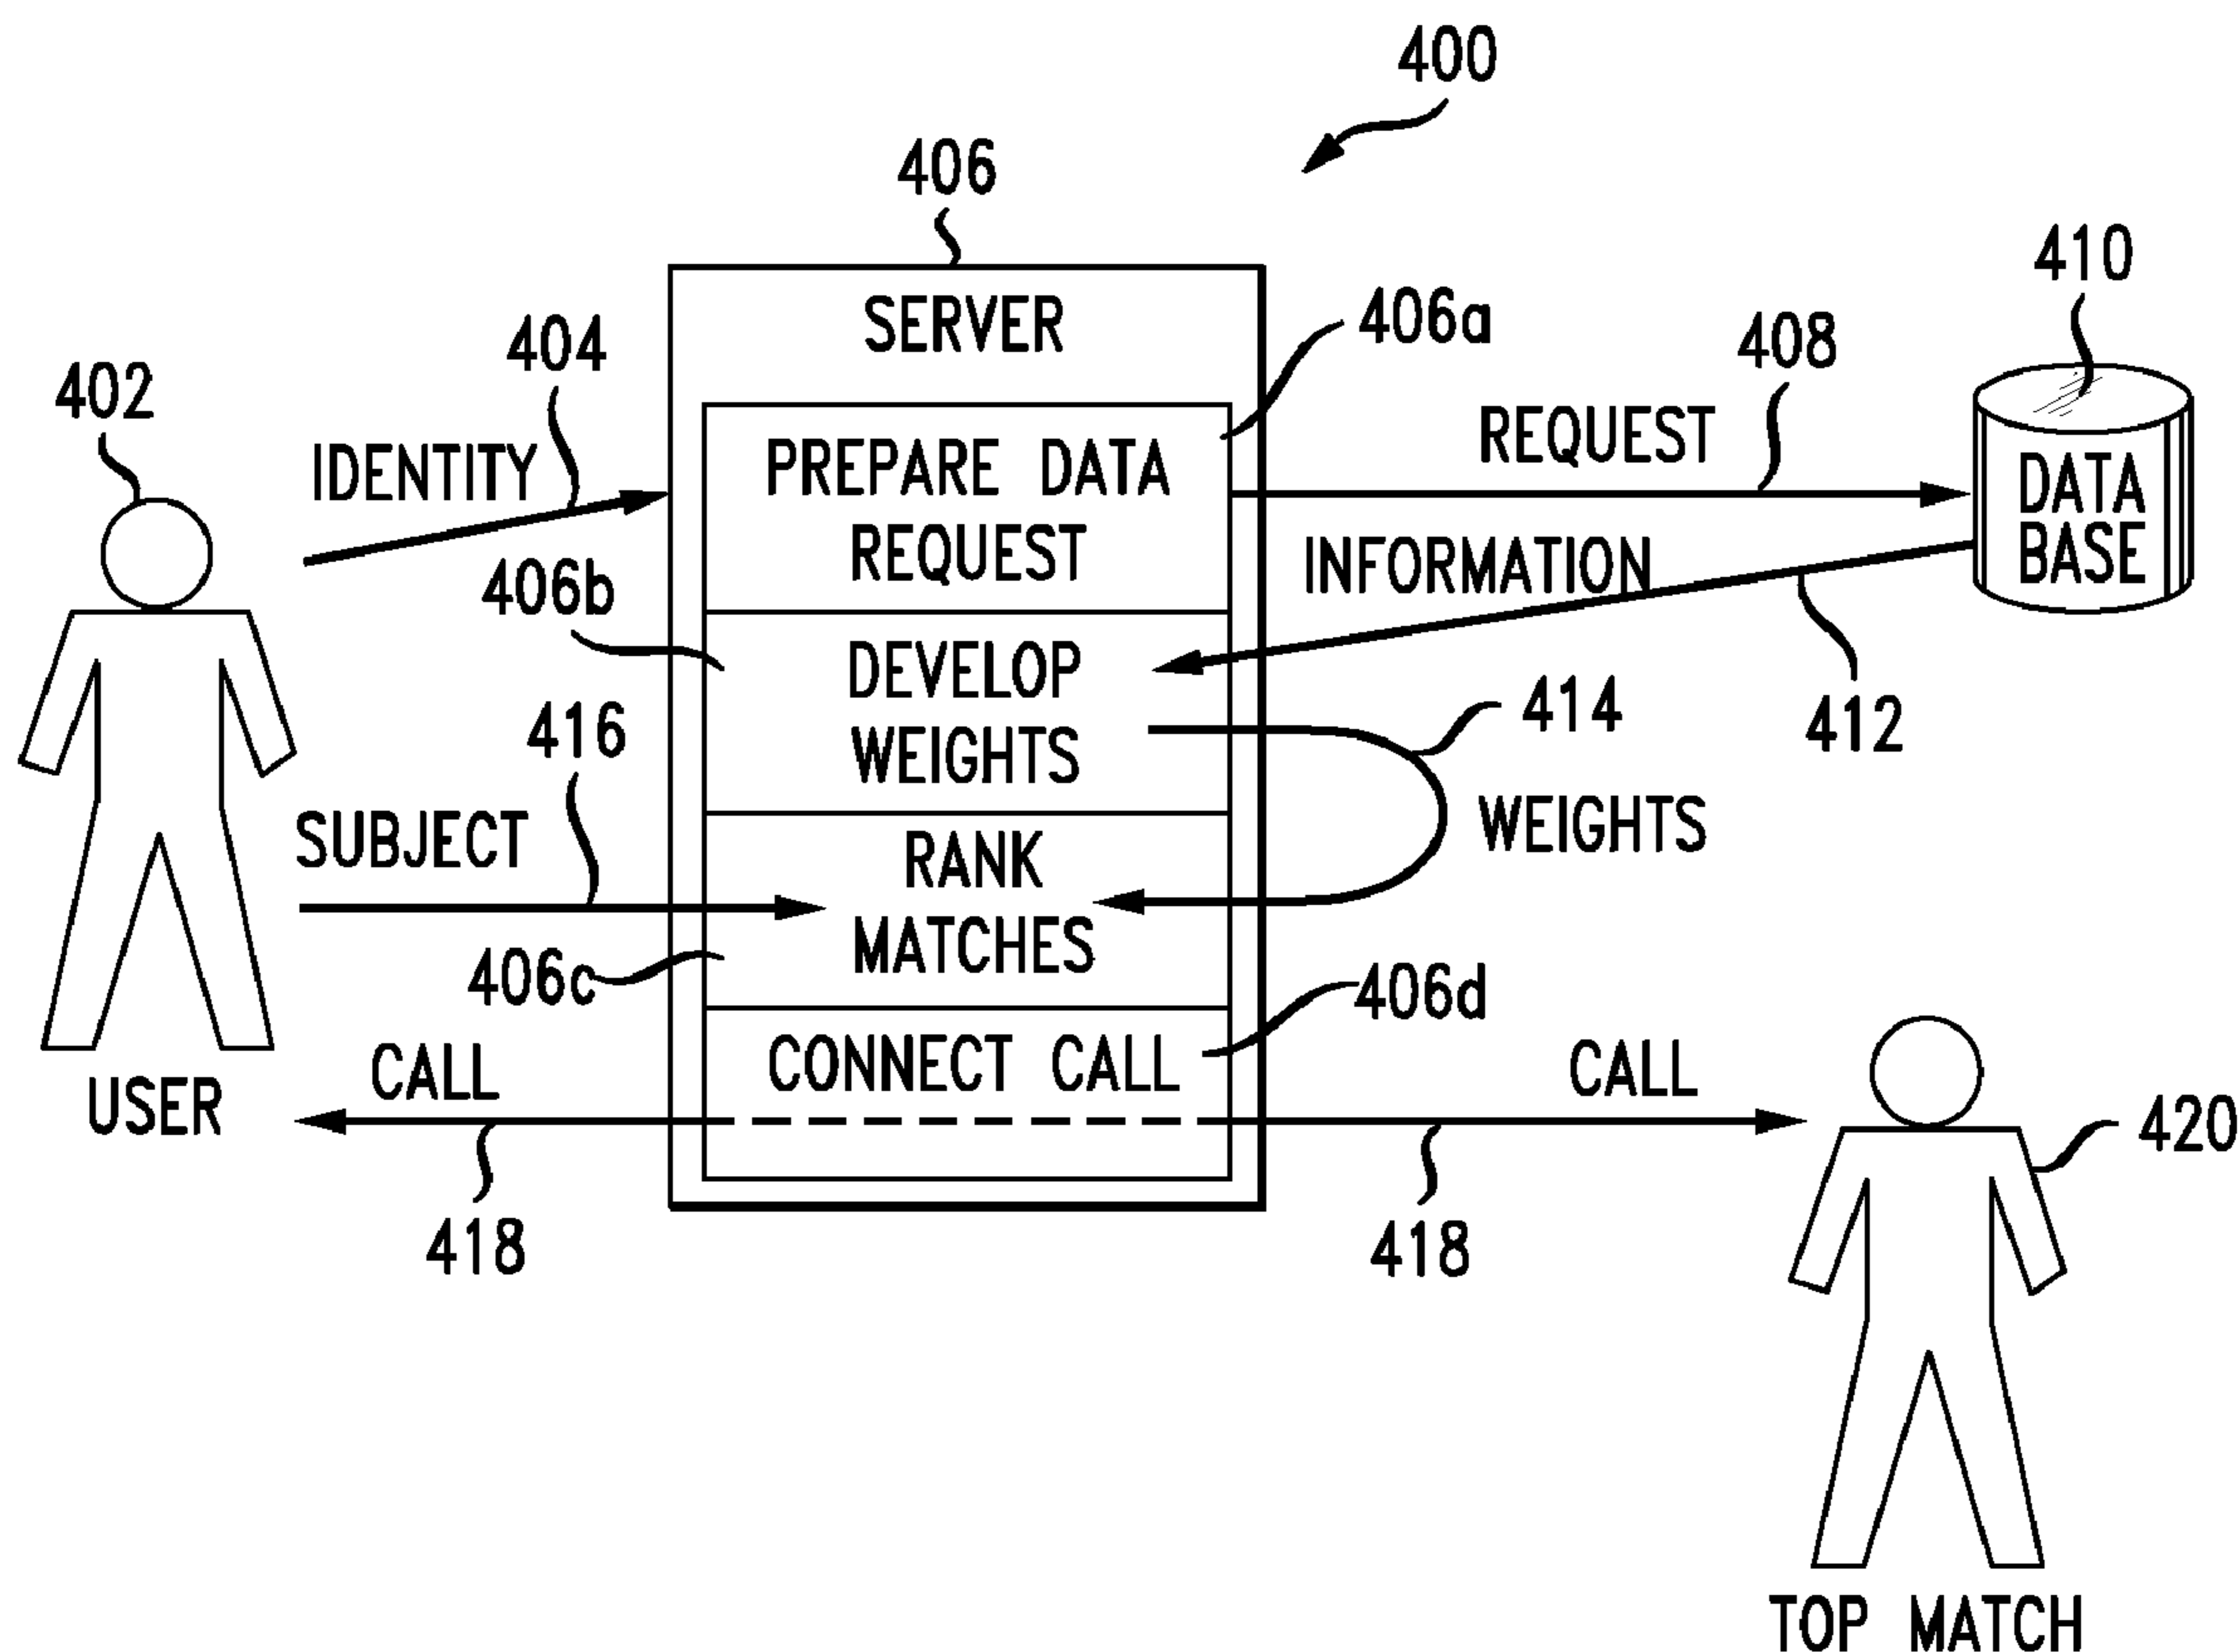 400
406
SERVER
406a
410
404
408
402
IDENTITY
REQUEST
PREPARE DATA
REQUEST
DATA
BASE
406b
INFORMATION
DEVELOP
WEIGHTS
414
412
416
WEIGHTS
SUBJECT
RANK
MATCHES
406c
406d
CONNECT CALL
CALL
CALL
USER
420
418
418
TOP MATCH